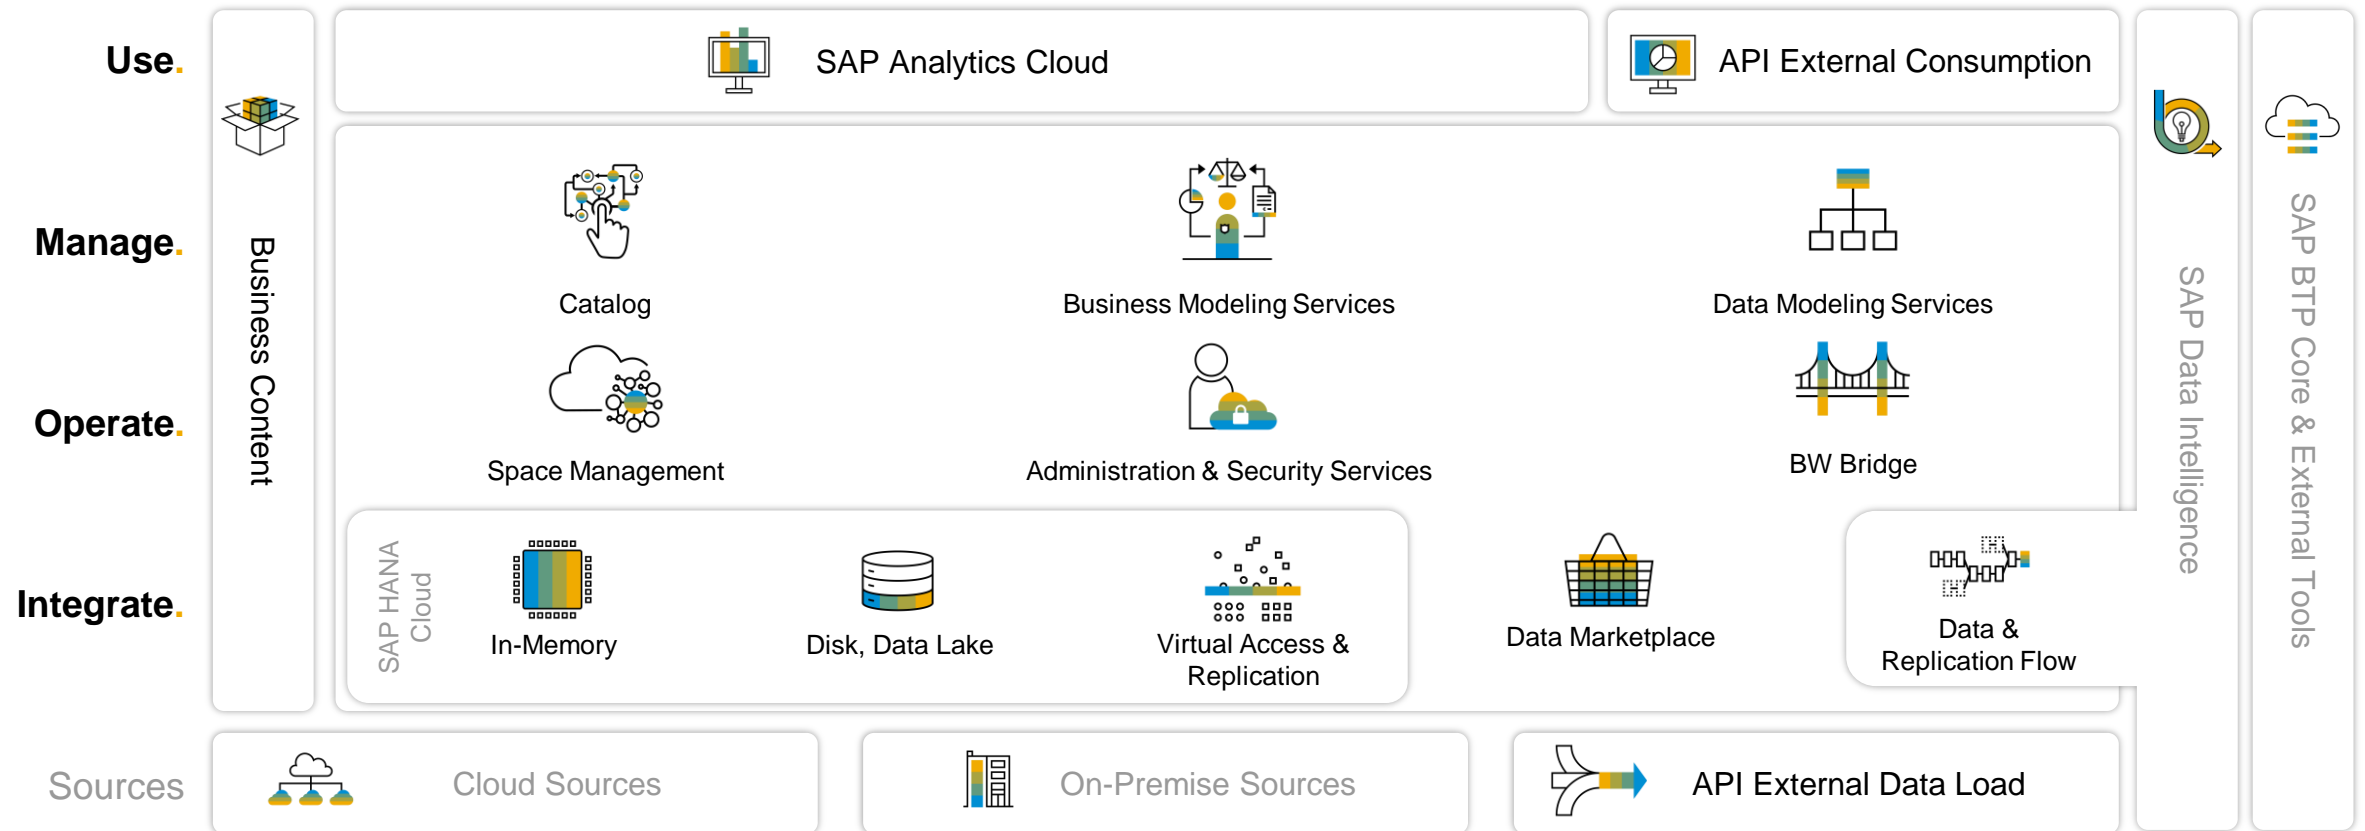 Use.
SAP Analytics Cloud
API External Consumption
Manage.
Business Content
Catalog
Business Modeling Services
Data Modeling Services
Operate.
Space Management
Administration & Security Services
BW Bridge
Integrate.
SAP HANA
Cloud
In-Memory
Disk, Data Lake
Virtual Access &
Replication
Data Marketplace
Data &
Replication Flow
SAP Data Intelligence
SAP BTP Core & External Tools
Sources
Cloud Sources
On-Premise Sources
API External Data Load